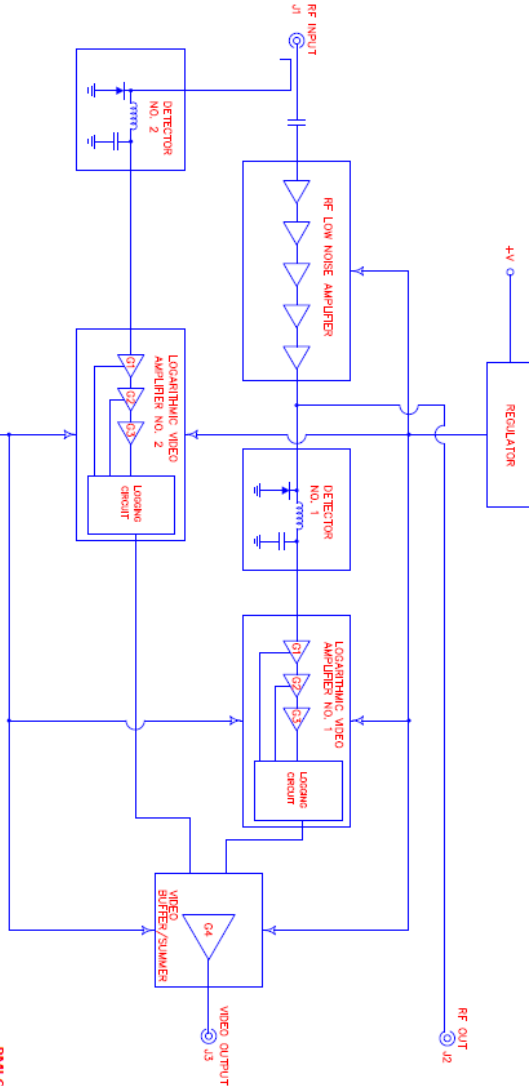 RF INPUT
J1
DETECTOR
NO. 2
RF LOW NOISE AMPLIFIER
+V
REGULATOR
LOGARITHMIC VIDEO
AMPLIFIER NO. 2
G1
G2
G3
LOGGING
CIRCUIT
DETECTOR
NO. 1
LOGARITHMIC VIDEO
AMPLIFIER NO. 1
G1
G2
G3
LOGGING
CIRCUIT
VIDEO
BUFFER/SUMMER
G4
VIDEO OUTPUT
J3
RF OUT
J2